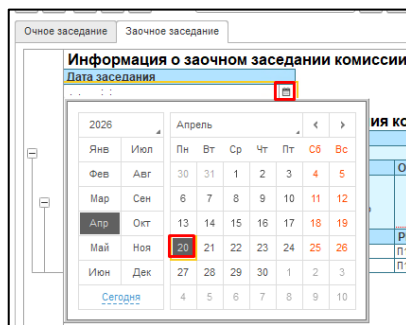 Очное заседание Заочное заседание
Информация о заочном заседании комиссии
Дата заседания
. . : :
2026 Апрель
ия ко
Янв Июл Пн Вт Ср Чт Пт Сб Вс
Фев Авг 30 31 1 2 3 4 5
Мар Сен 6 7 8 9 10 11 12
Апр Окт 13 14 15 16 17 18 19
Май Ноя 20 21 22 23 24 25 26
Июн Дек 27 28 29 30 1 2 3
Сегодня 4 5 6 7 8 9 10